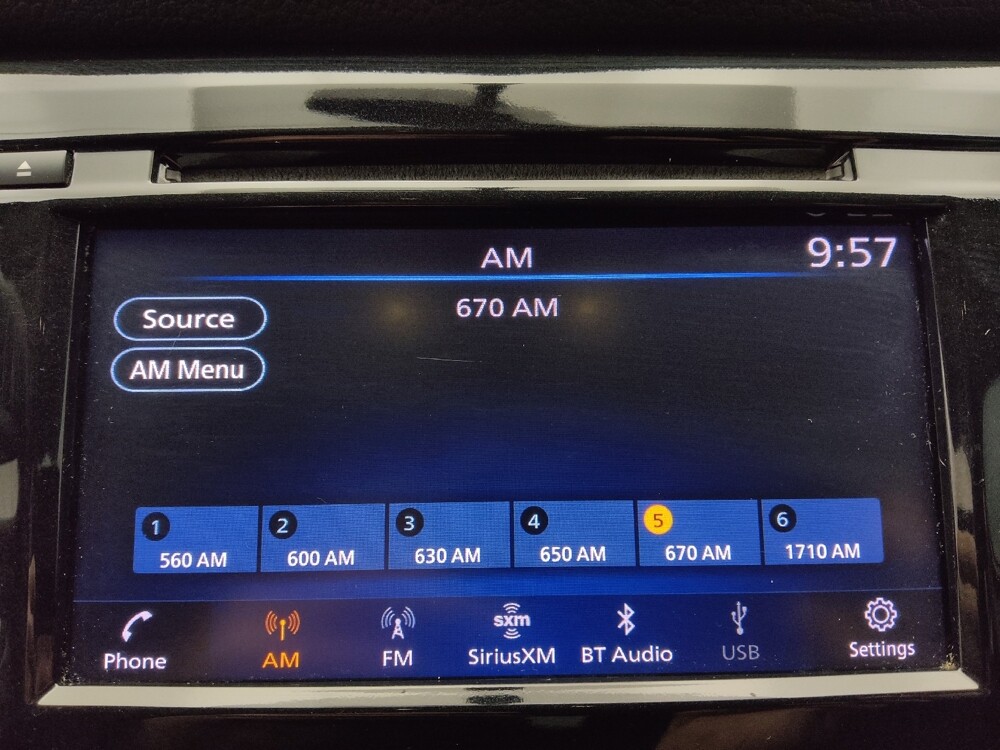 AM
9:57
670 AM
Source
AM Menu
1 2 3 4 5 6
560 AM 600 AM 630 AM 650 AM 670 AM 1710 AM
sxm
Phone AM FM SiriusXM BT Audio USB Settings